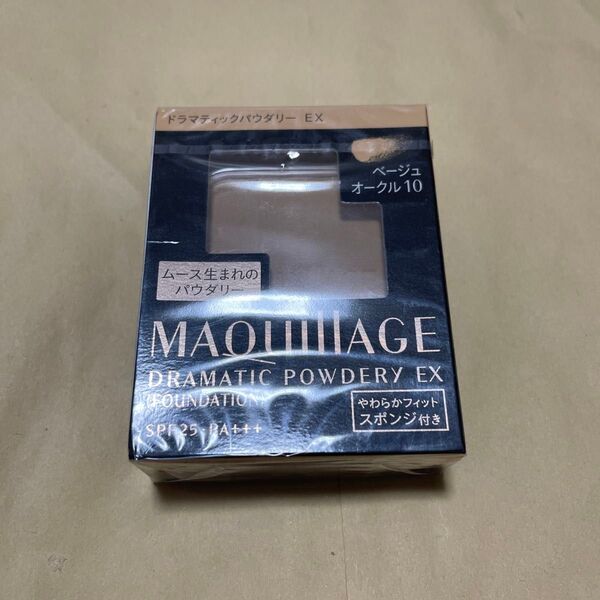 ドラマティックパウダリー EX
ベージュ
オークル10
ムース生まれの
パウダリー
MAQUIllAGE
DRAMATIC POWDERY EX
(FOUNDATION)
SPF25・PA+++
やわらかフィット
スポンジ付き